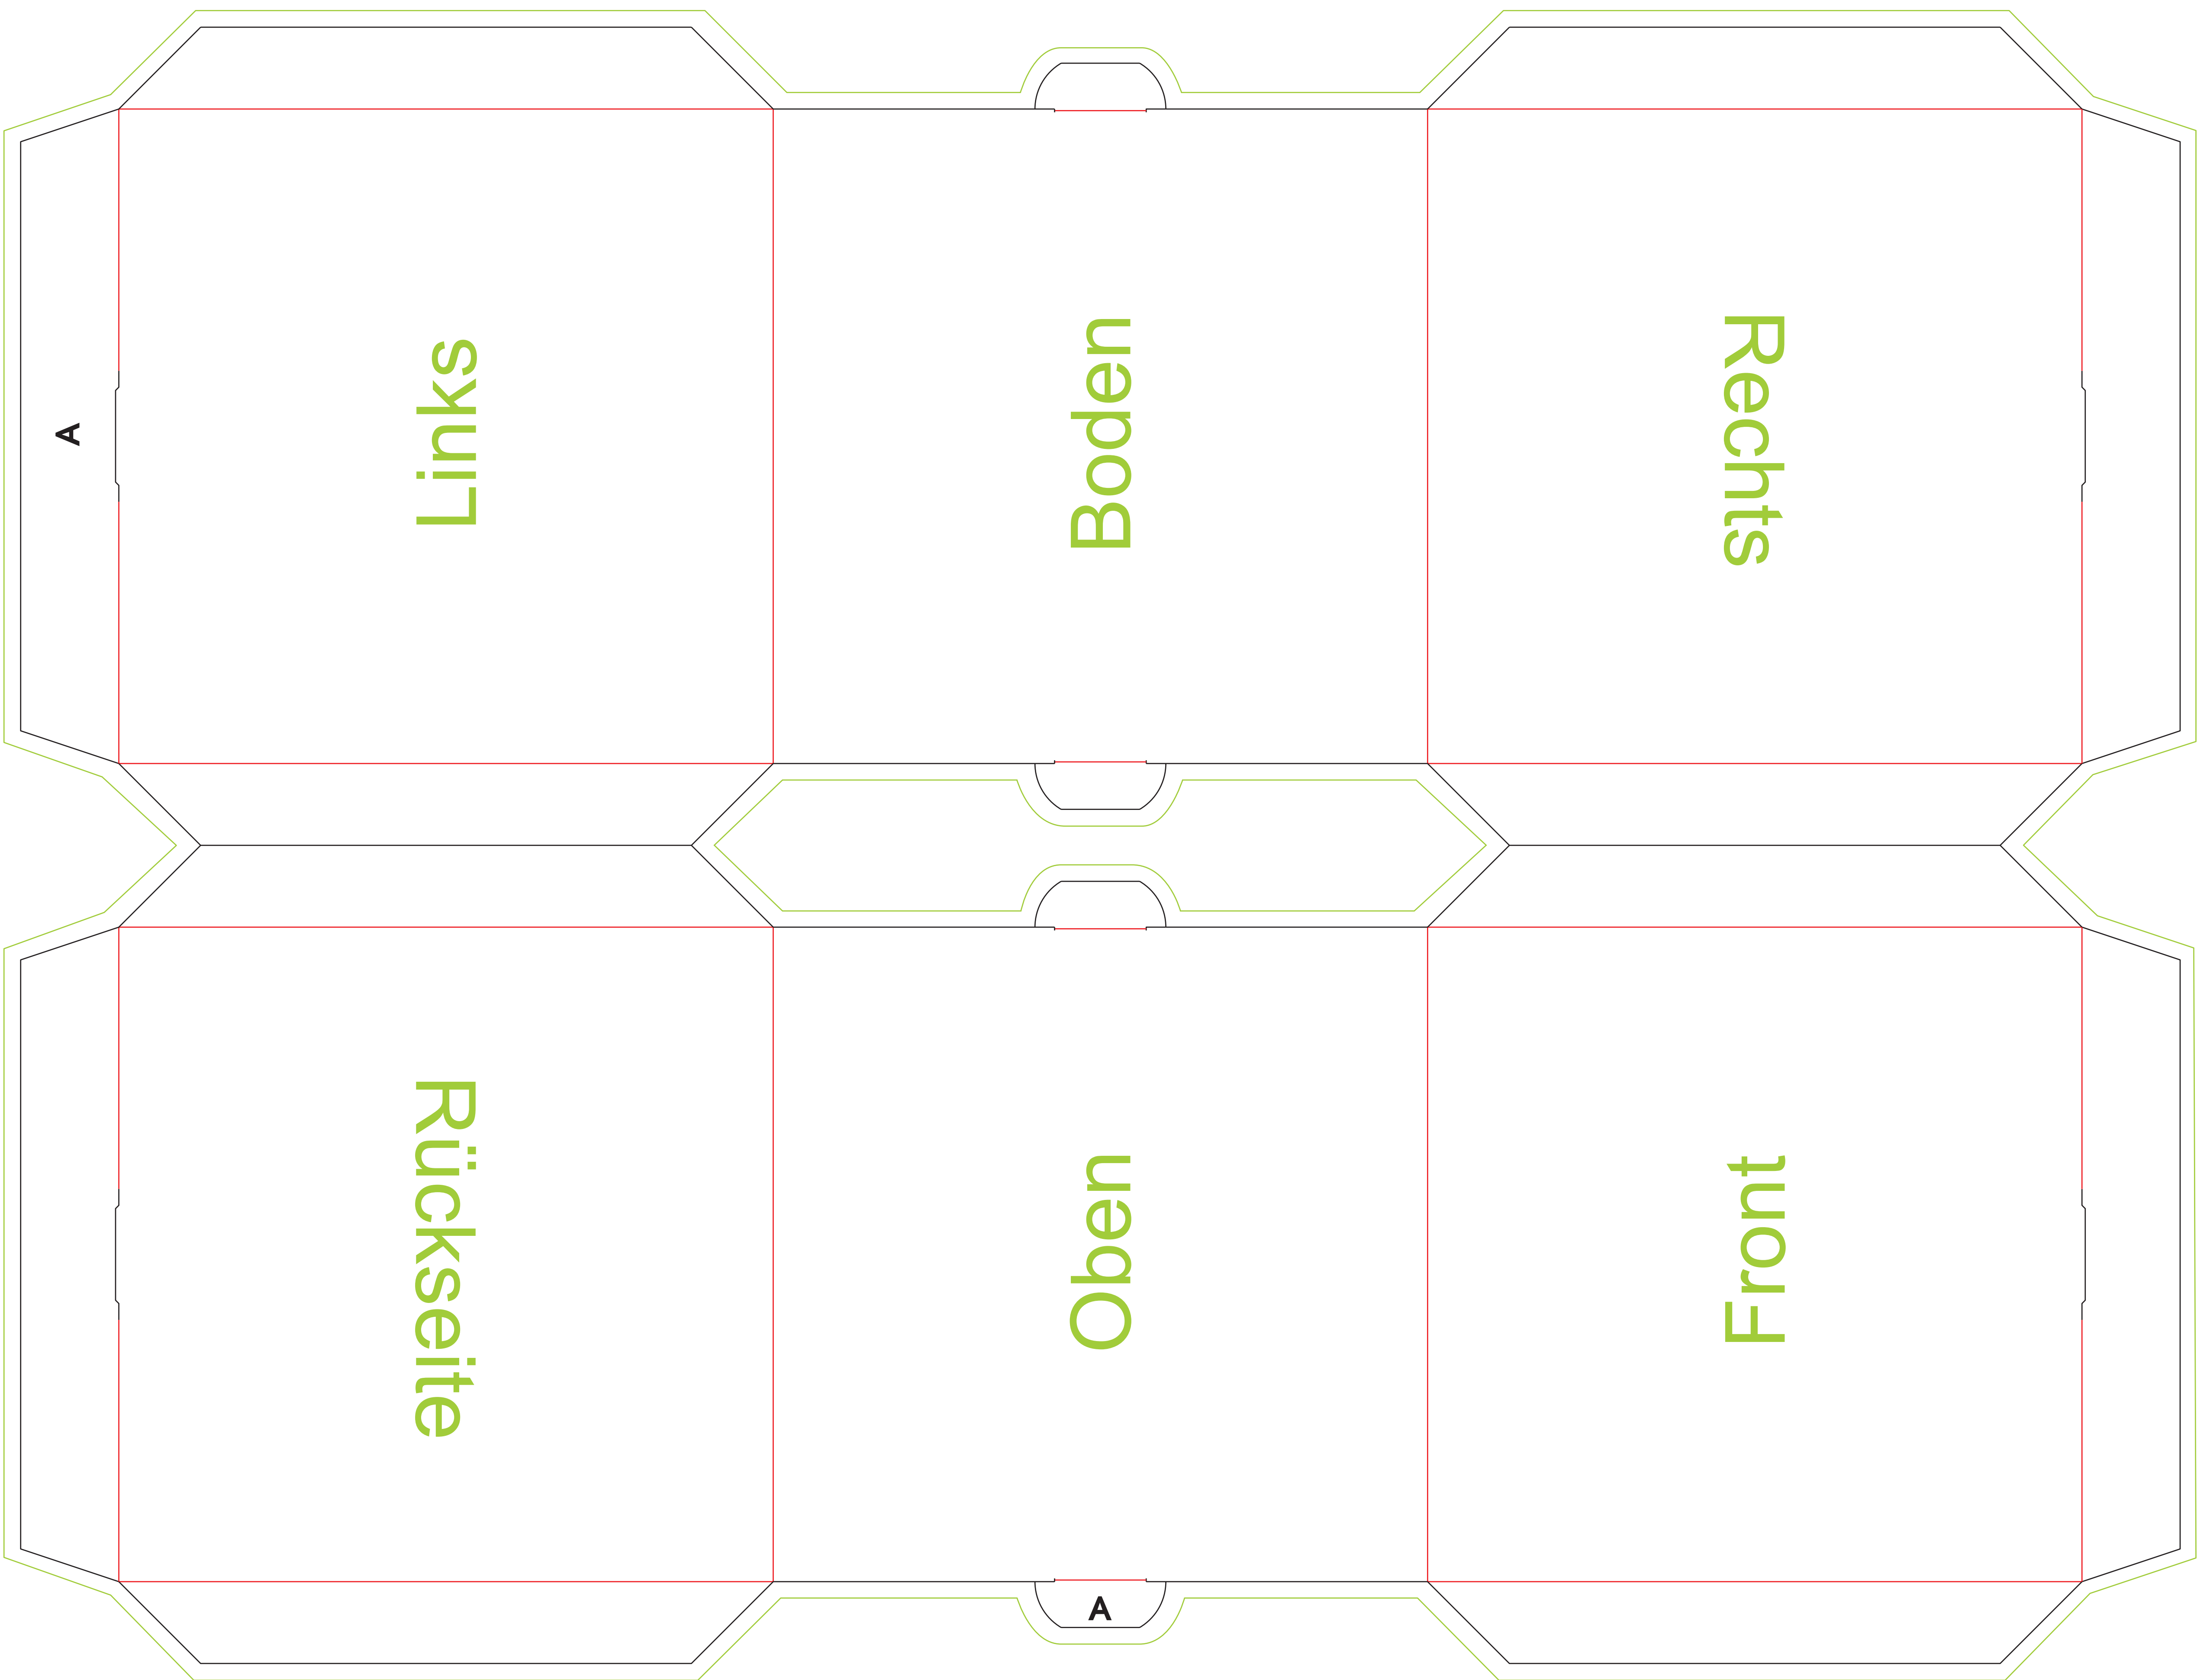 A
Links
Boden
Rechts
Rückseite
Oben
Front
A